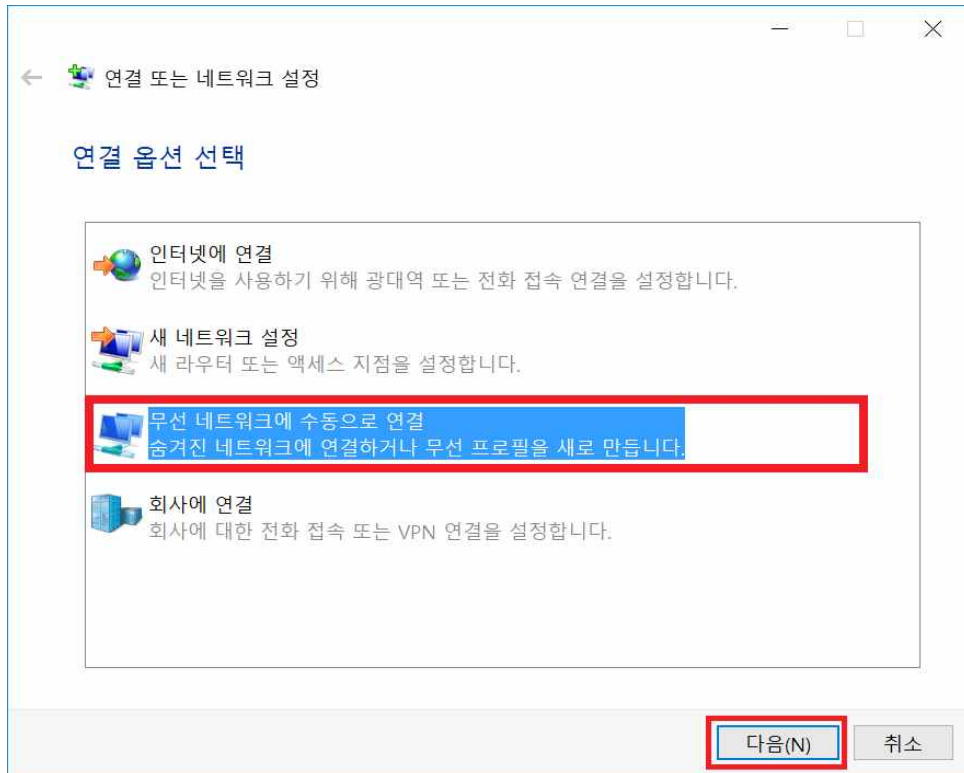 연결 또는 네트워크 설정
연결 옵션 선택
인터넷에 연결
인터넷을 사용하기 위해 광대역 또는 전화 접속 연결을 설정합니다.
새 네트워크 설정
새 라우터 또는 액세스 지점을 설정합니다.
무선 네트워크에 수동으로 연결
숨겨진 네트워크에 연결하거나 무선 프로필을 새로 만듭니다.
회사에 연결
회사에 대한 전화 접속 또는 VPN 연결을 설정합니다.
다음(N) 취소